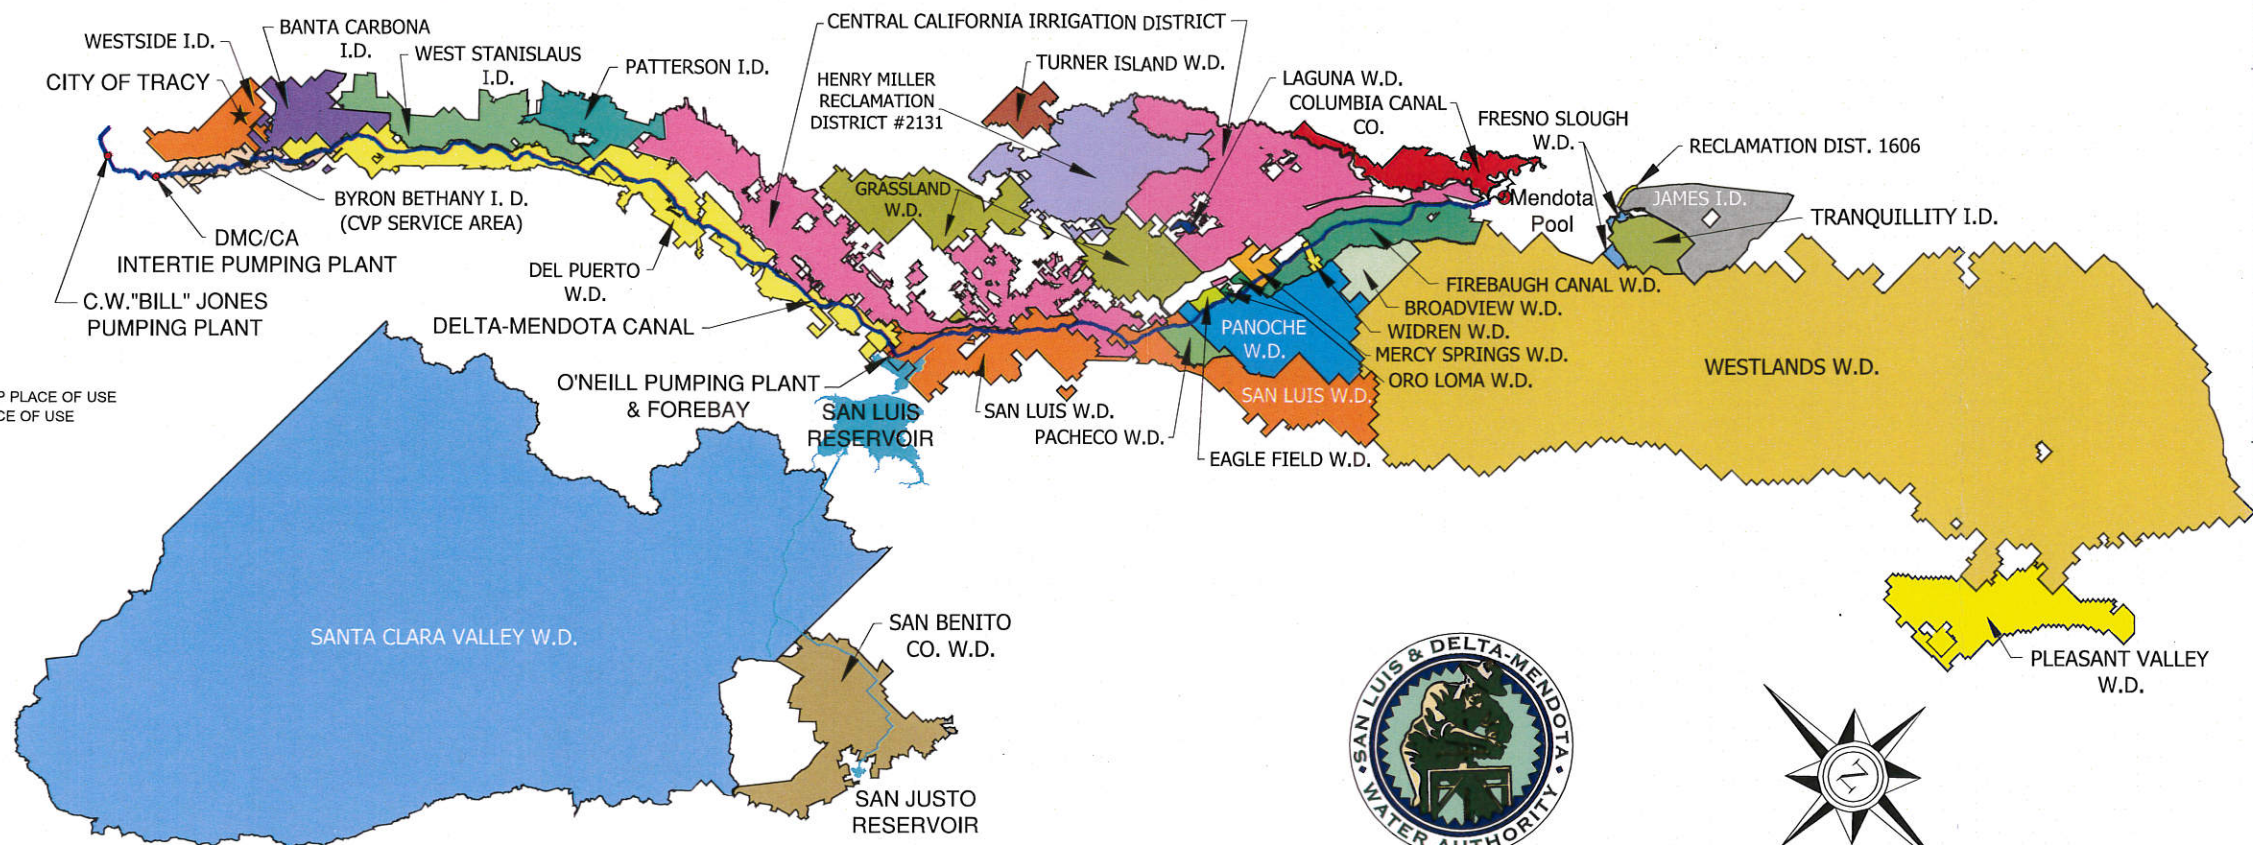 CENTRAL CALIFORNIA IRRIGATION DISTRICT
BANTA CARBONA
I.D.
WESTSIDE I.D.
WEST STANISLAUS
I.D.
CITY OF TRACY
PATTERSON I.D.
TURNER ISLAND W.D.
HENRY MILLER
RECLAMATION
DISTRICT #2131
LAGUNA W.D.
COLUMBIA CANAL
CO.
FRESNO SLOUGH
W.D.
RECLAMATION DIST. 1606
GRASSLAND
W.D.
JAMES I.D.
Mendota
Pool
TRANQUILLITY I.D.
BYRON BETHANY I. D.
(CVP SERVICE AREA)
DMC/CA
INTERTIE PUMPING PLANT
DEL PUERTO
W.D.
C.W."BILL" JONES
PUMPING PLANT
DELTA-MENDOTA CANAL
FIREBAUGH CANAL W.D.
BROADVIEW W.D.
WIDREN W.D.
MERCY SPRINGS W.D.
ORO LOMA W.D.
PANOCHE
W.D.
WESTLANDS W.D.
O'NEILL PUMPING PLANT
& FOREBAY
SAN LUIS W.D.
SAN LUIS
RESERVOIR
SAN LUIS W.D.
PACHECO W.D.
EAGLE FIELD W.D.
PLACE OF USE
CE OF USE
SANTA CLARA VALLEY W.D.
SAN BENITO
CO. W.D.
PLEASANT VALLEY
W.D.
SAN JUSTO
RESERVOIR
SAN LUIS & DELTA-MENDOTA
WATER AUTHORITY
N